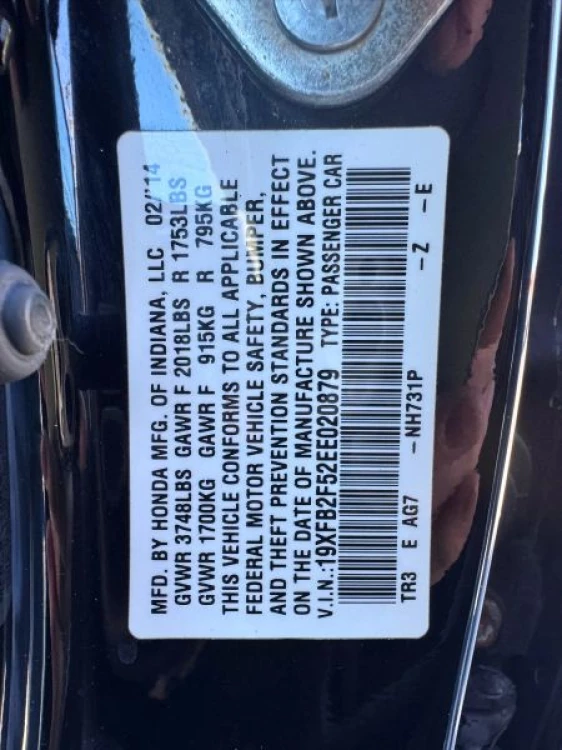 MFD. BY HONDA MFG. OF INDIANA, LLC 02/'14
GVWR 3748LBS GAWR F 2018LBS R 1753LBS
GVWR 1700KG GAWR F 915KG R 795KG
THIS VEHICLE CONFORMS TO ALL APPLICABLE
FEDERAL MOTOR VEHICLE SAFETY, BUMPER,
AND THEFT PREVENTION STANDARDS IN EFFECT
ON THE DATE OF MANUFACTURE SHOWN ABOVE.
V.I.N.:19XFB2F52EE020879 TYPE: PASSENGER CAR
TR3 E AG7 -NH731P -Z -E